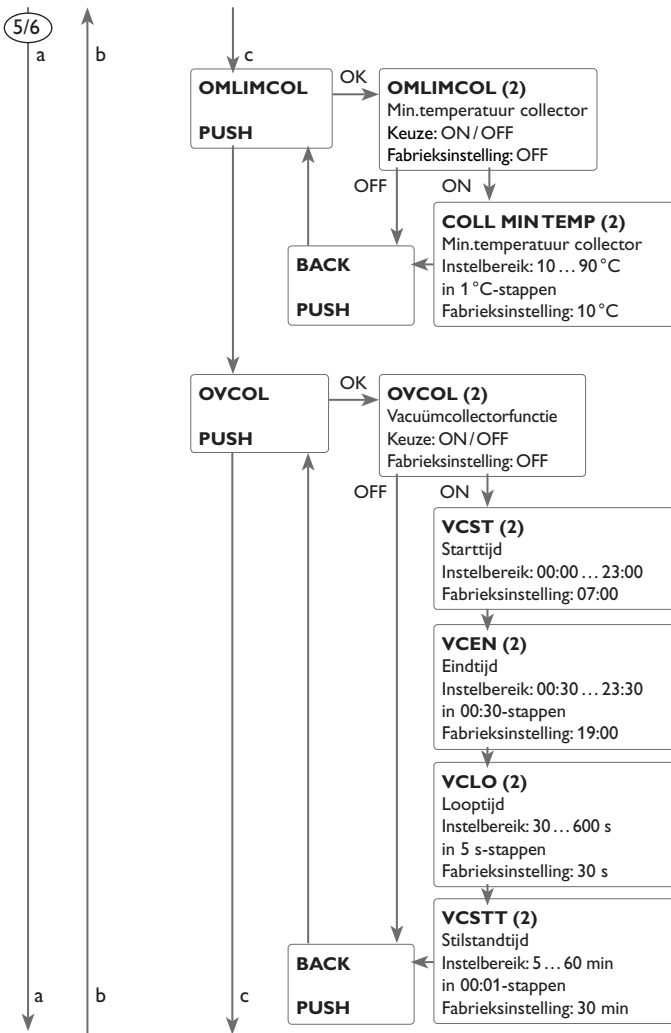 5/6
a
b
c
OMLIMCOL
PUSH
OK
OMLIMCOL (2)
Min.temperatuur collector
Keuze: ON/OFF
Fabrieksinstelling: OFF
OFF
ON
COLL MIN TEMP (2)
Min.temperatuur collector
Instelbereik: 10 … 90 °C
in 1 °C-stappen
Fabrieksinstelling: 10 °C
BACK
PUSH
OVCOL
PUSH
OK
OVCOL (2)
Vacuümcollectorfunctie
Keuze: ON/OFF
Fabrieksinstelling: OFF
OFF
ON
VCST (2)
Starttijd
Instelbereik: 00:00 … 23:00
Fabrieksinstelling: 07:00
VCEN (2)
Eindtijd
Instelbereik: 00:30 … 23:30
in 00:30-stappen
Fabrieksinstelling: 19:00
VCLO (2)
Looptijd
Instelbereik: 30 … 600 s
in 5 s-stappen
Fabrieksinstelling: 30 s
VCSTT (2)
Stilstandtijd
Instelbereik: 5 … 60 min
in 00:01-stappen
Fabrieksinstelling: 30 min
BACK
PUSH
a
b
c